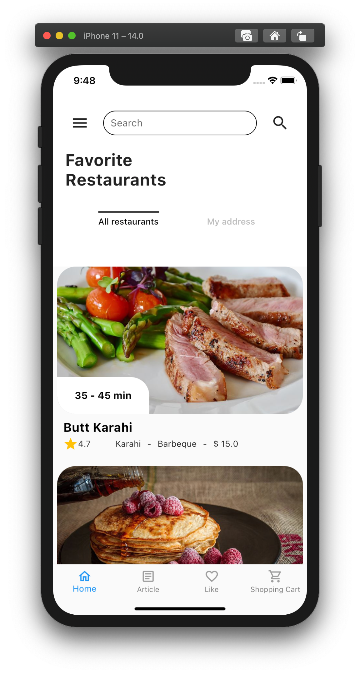 iPhone 11 – 14.0
9:48
Search
Favorite
Restaurants
All restaurants
My address
35 - 45 min
Butt Karahi
4.7 Karahi - Barbeque - $ 15.0
Home
Article
Like
Shopping Cart